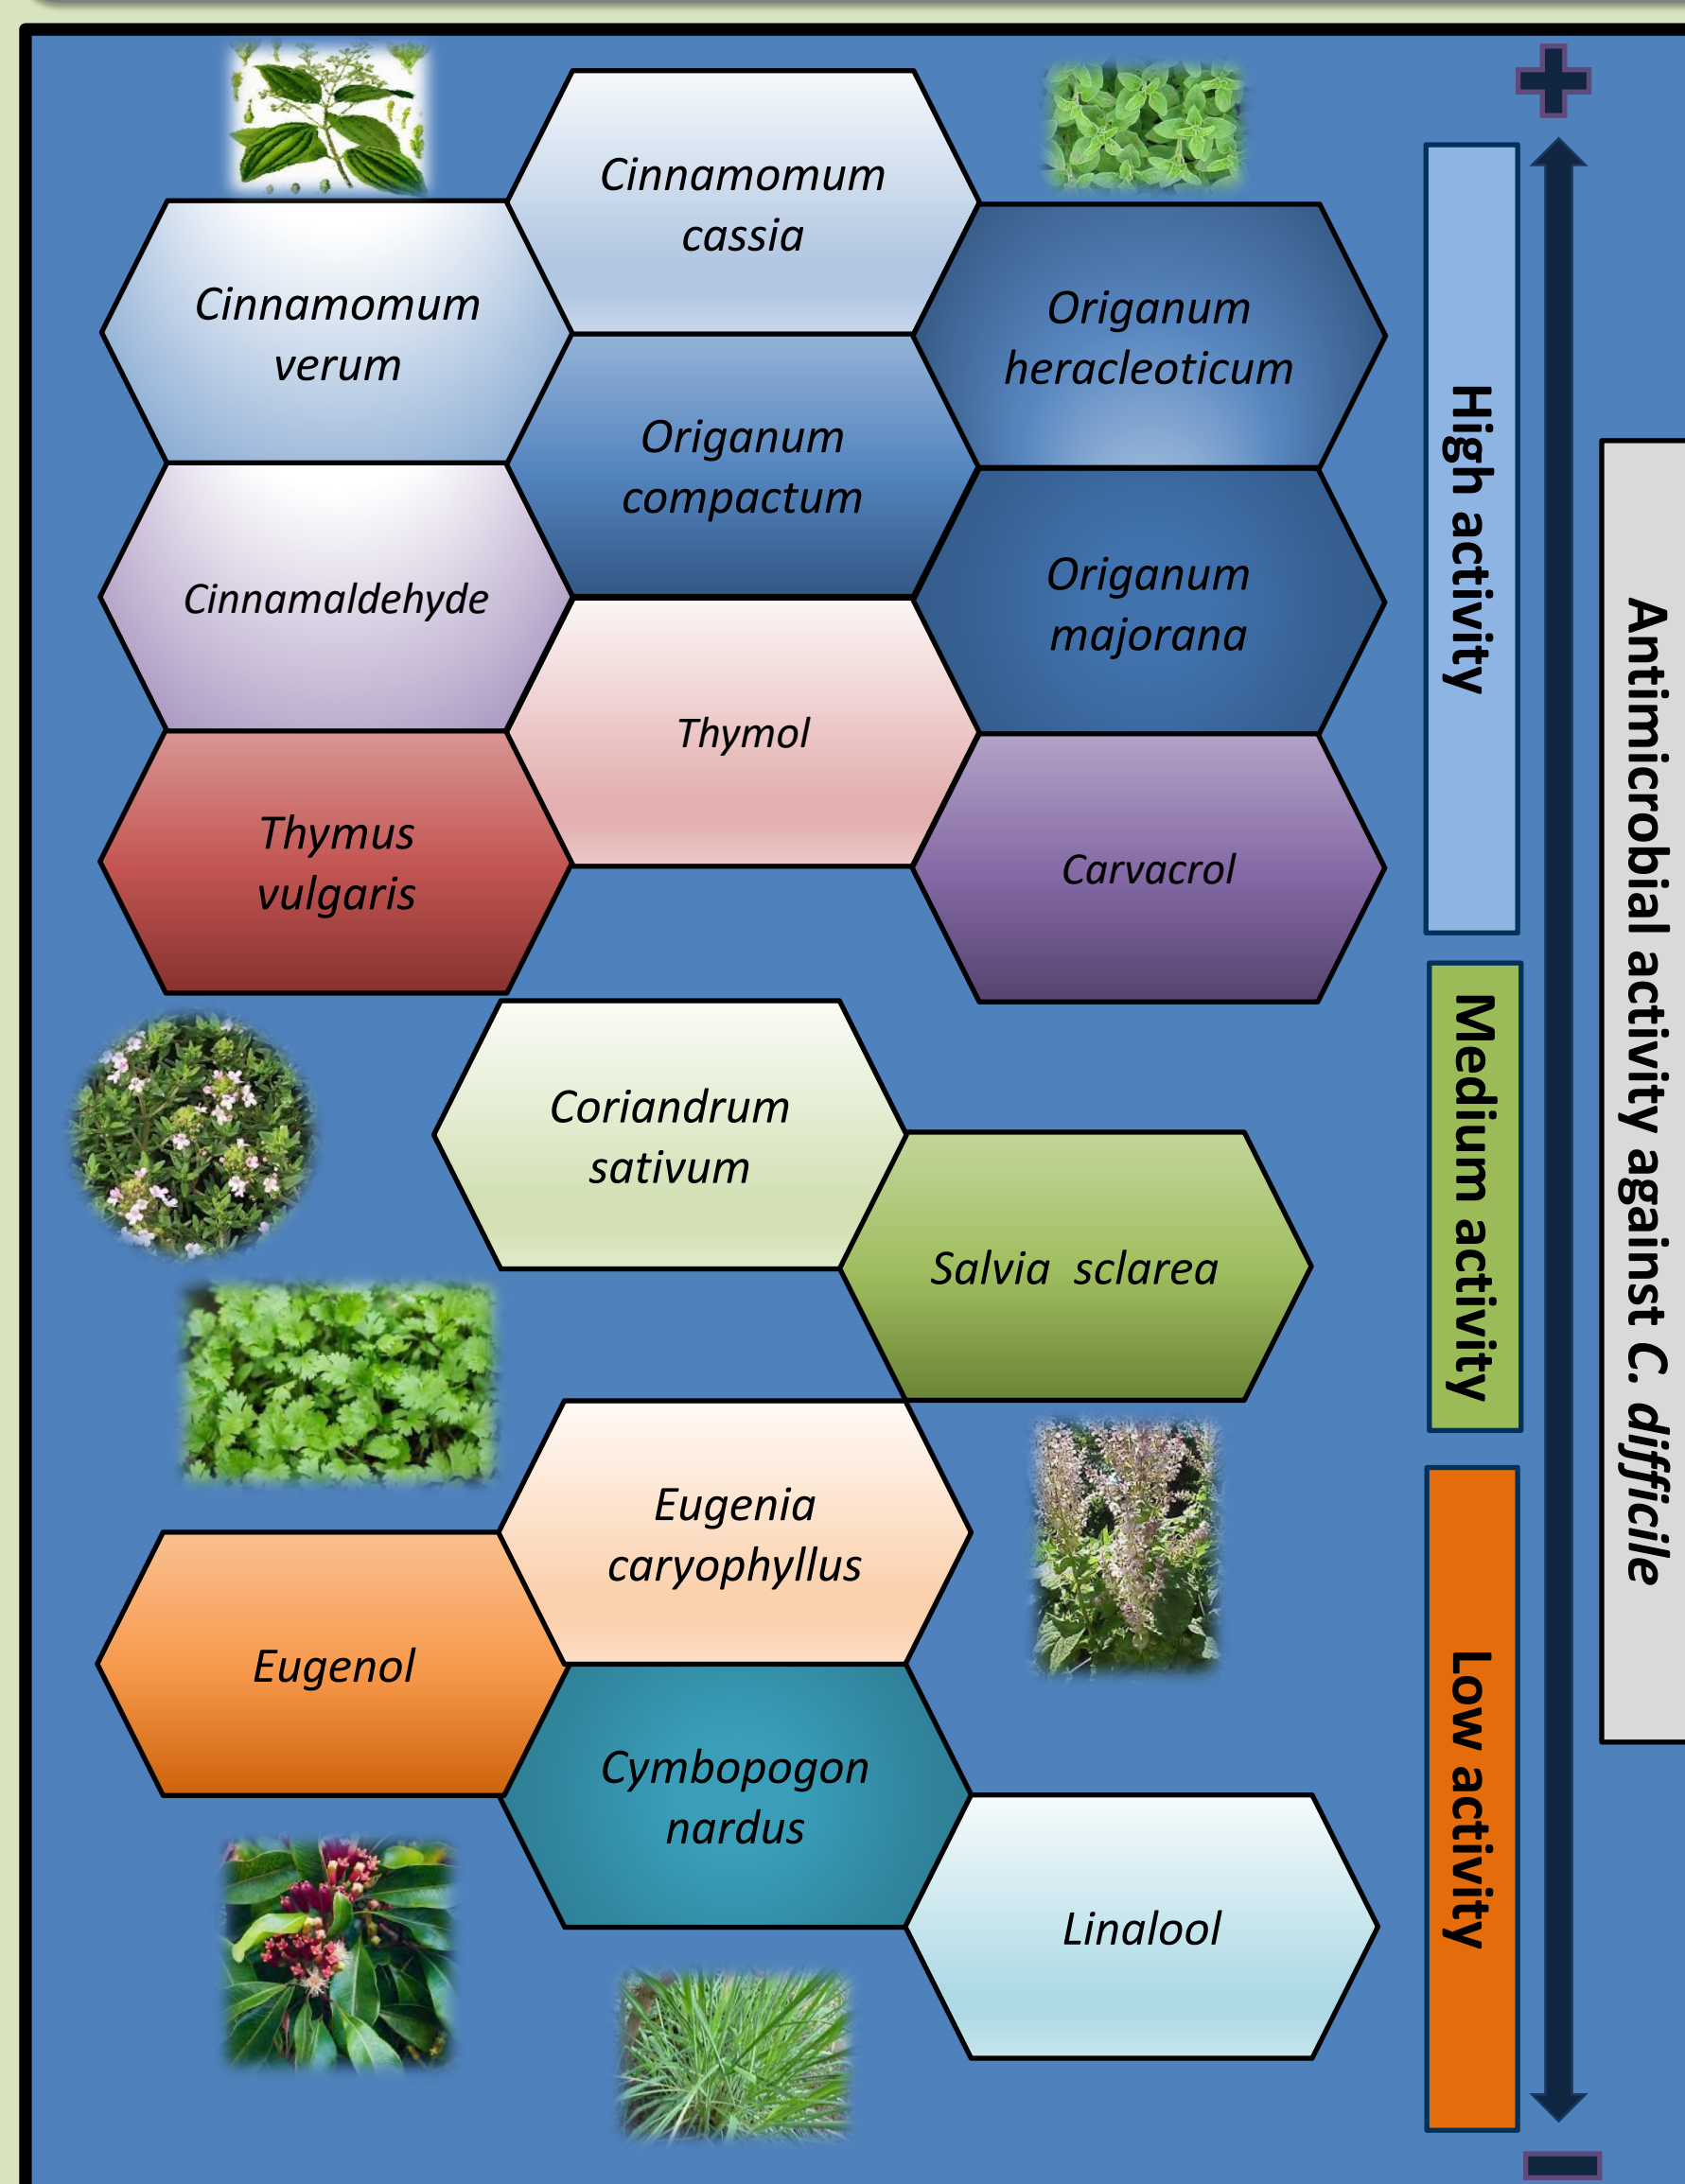 Cinnamomum
cassia
Cinnamomum
verum
Origanum
heracleoticum
Origanum
compactum
Cinnamaldehyde
Origanum
majorana
Thymol
Thymus
vulgaris
Carvacrol
Coriandrum
sativum
Salvia sclarea
Eugenia
caryophyllus
Eugenol
Cymbopogon
nardus
Linalool
High activity
Medium activity
Low activity
Antimicrobial activity against C. difficile